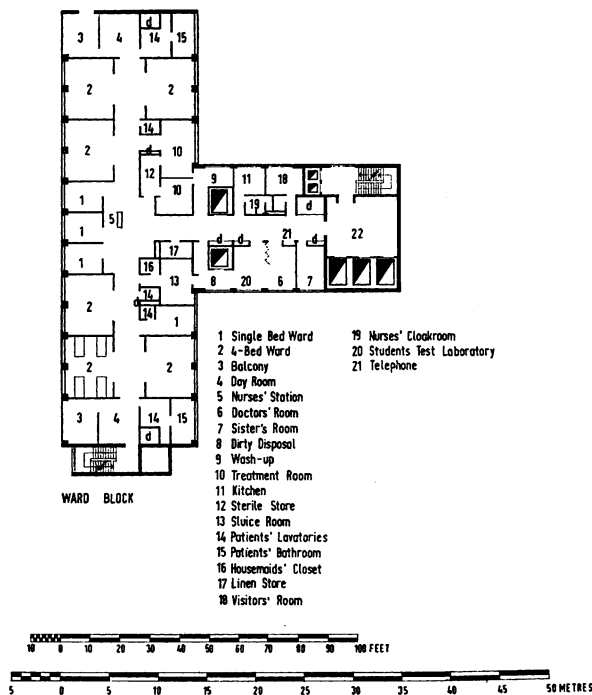 3 4 d 14 15
2 2
14
2 d 10
12
10 9 11 18
1 19 d
5
1 21 22
17 d d d
1 16
13 8 20 6 7
14
2 14
1
2 2
3 4 14 15
d
WARD BLOCK
1 Single Bed Ward
2 4-Bed Ward
3 Balcony
4 Day Room
5 Nurses' Station
6 Doctors' Room
7 Sister's Room
8 Dirty Disposal
9 Wash-up
10 Treatment Room
11 Kitchen
12 Sterile Store
13 Sluice Room
14 Patients' Lavatories
15 Patients' Bathroom
16 Housemaids' Closet
17 Linen Store
18 Visitors' Room
19 Nurses' Cloakroom
20 Students Test Laboratory
21 Telephone
10 0 10 20 30 40 50 60 70 80 90 100 FEET
5 0 5 10 15 20 25 30 35 40 45 50 METRES